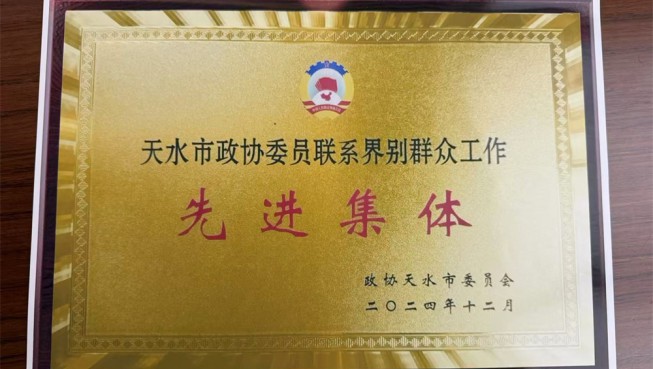 天水市政协委员联系界别群众工作
先进集体
政协天水市委员会
二〇二四年十二月